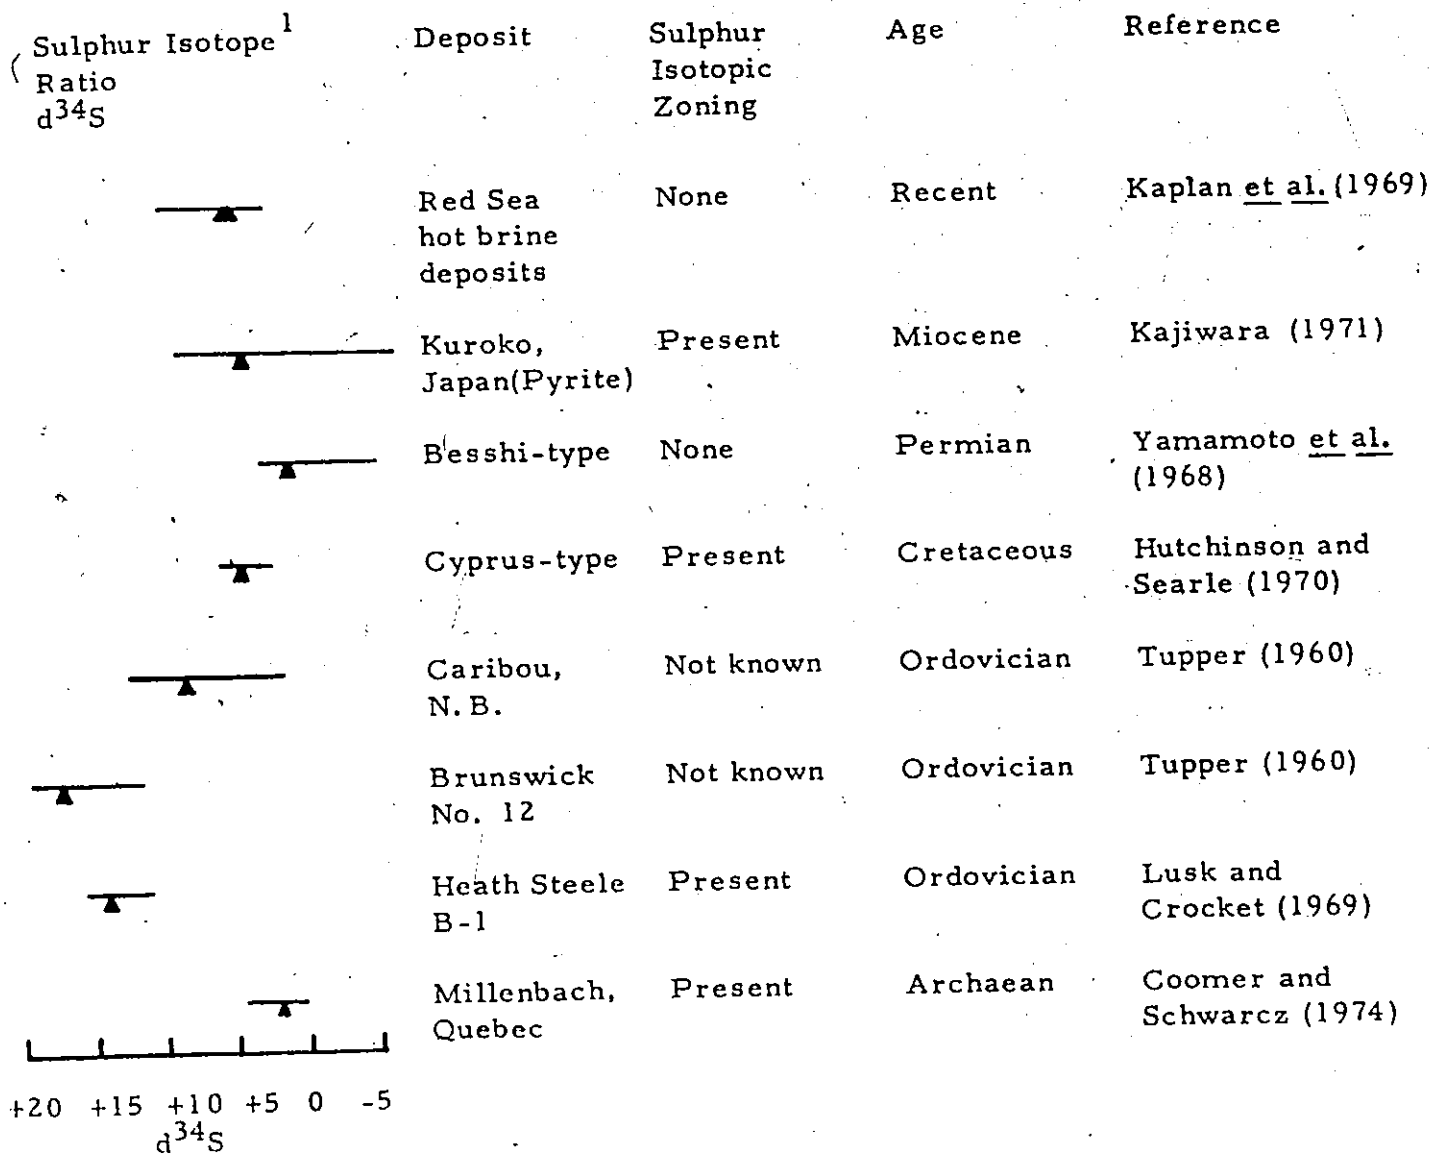 Sulphur Isotope1 Deposit Sulphur Age Reference
Ratio Isotopic
d34S Zoning
Red Sea None Recent Kaplan et al. (1969)
hot brine
deposits
Kuroko, Present Miocene Kajiwara (1971)
Japan(Pyrite)
Besshi-type None Permian Yamamoto et al.
(1968)
Cyprus-type Present Cretaceous Hutchinson and
Searle (1970)
Caribou, Not known Ordovician Tupper (1960)
N.B.
Brunswick Not known Ordovician Tupper (1960)
No. 12
Heath Steele Present Ordovician Lusk and
B-1 Crocket (1969)
Millenbach, Present Archaean Coomer and
Quebec Schwarcz (1974)
+20 +15 +10 +5 0 -5
d34S